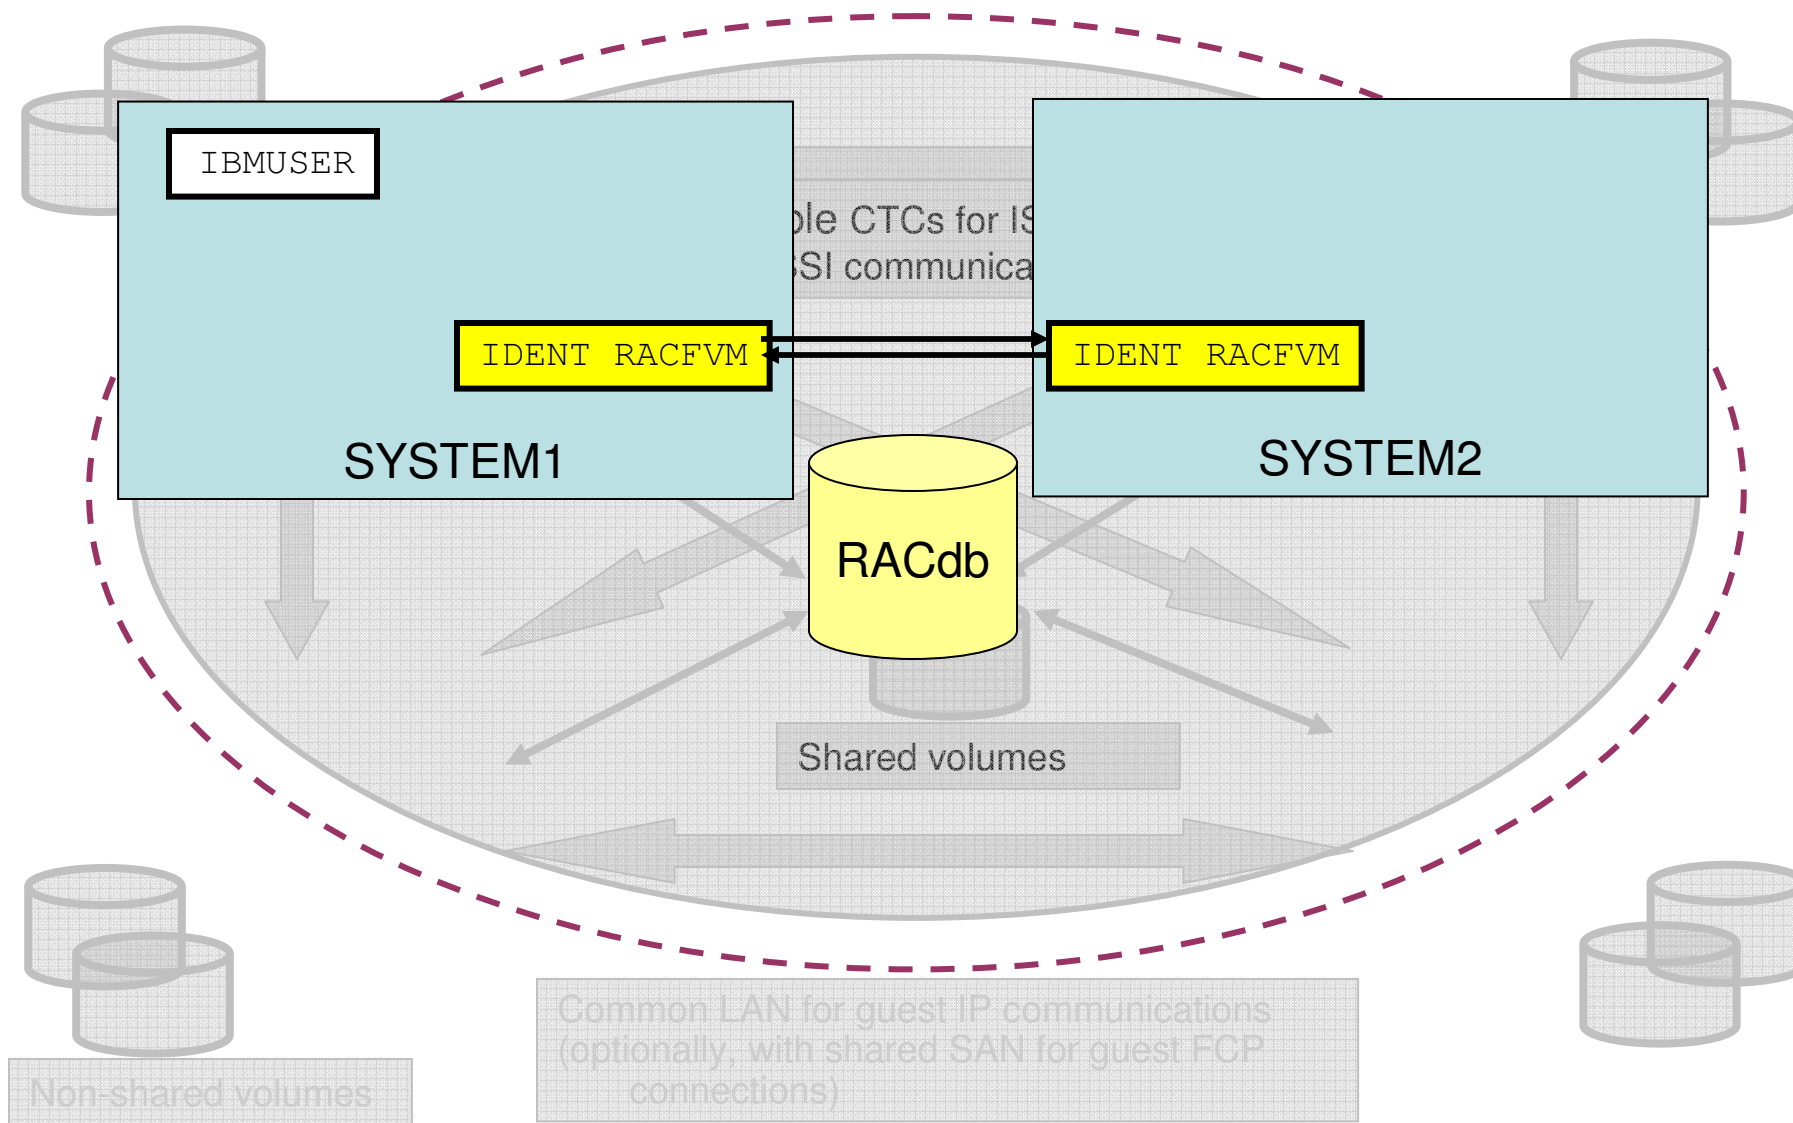 IBMUSER
ble CTCs for IS
SSI communica
IDENT RACFVM
IDENT RACFVM
SYSTEM1
SYSTEM2
RACdb
Shared volumes
Common LAN for guest IP communications
(optionally, with shared SAN for guest FCP
connections)
Non-shared volumes